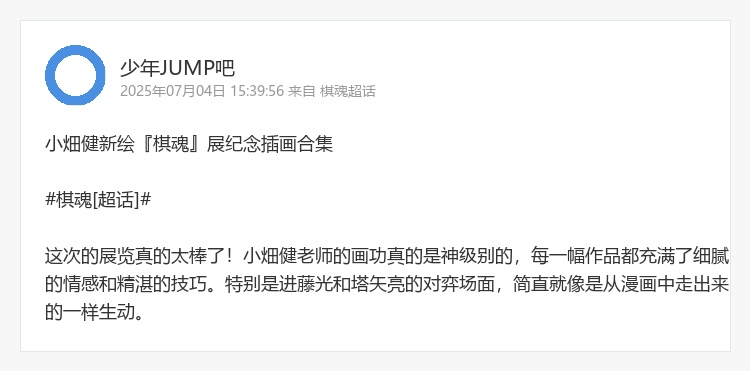 少年JUMP吧
2025年07月04日 15:39:56 来自 棋魂超话
小畑健新绘『棋魂』展纪念插画合集
#棋魂[超话]#
这次的展览真的太棒了！小畑健老师的画功真的是神级别的，每一幅作品都充满了细腻
的情感和精湛的技巧。特别是进藤光和塔矢亮的对弈场面，简直就像是从漫画中走出来
的一样生动。